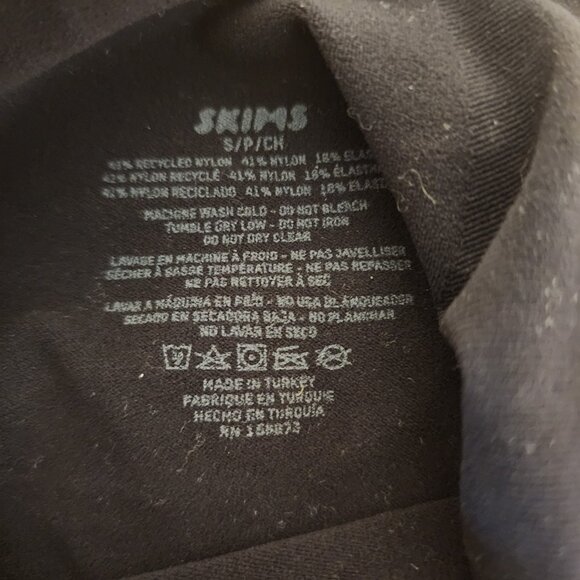 SKIMS
S/P/CH
41% RECYCLED NYLON 41% NYLON 18% ELAS
41% NYLON RECYCLÉ 41% NYLON 18% ÉLAST
41% NYLON RECICLADO 41% NYLON 18% ELAS
MACHINE WASH COLD - DO NOT BLEACH
TUMBLE DRY LOW - DO NOT IRON
DO NOT DRY CLEAN
LAVAGE EN MACHINE À FROID - NE PAS JAVELLISER
SÉCHER À BASSE TEMPÉRATURE - NE PAS REPASSER
NE PAS NETTOYER À SEC
LAVAR A MÁQUINA EN FRÍO - NO USA BLANQUEADOR
SECADO EN SECADORA BAJA - NO PLANCHAR
NO LAVAR EN SECO
MADE IN TURKEY
FABRIQUE EN TURQUIE
HECHO EN TURQUÍA
RN